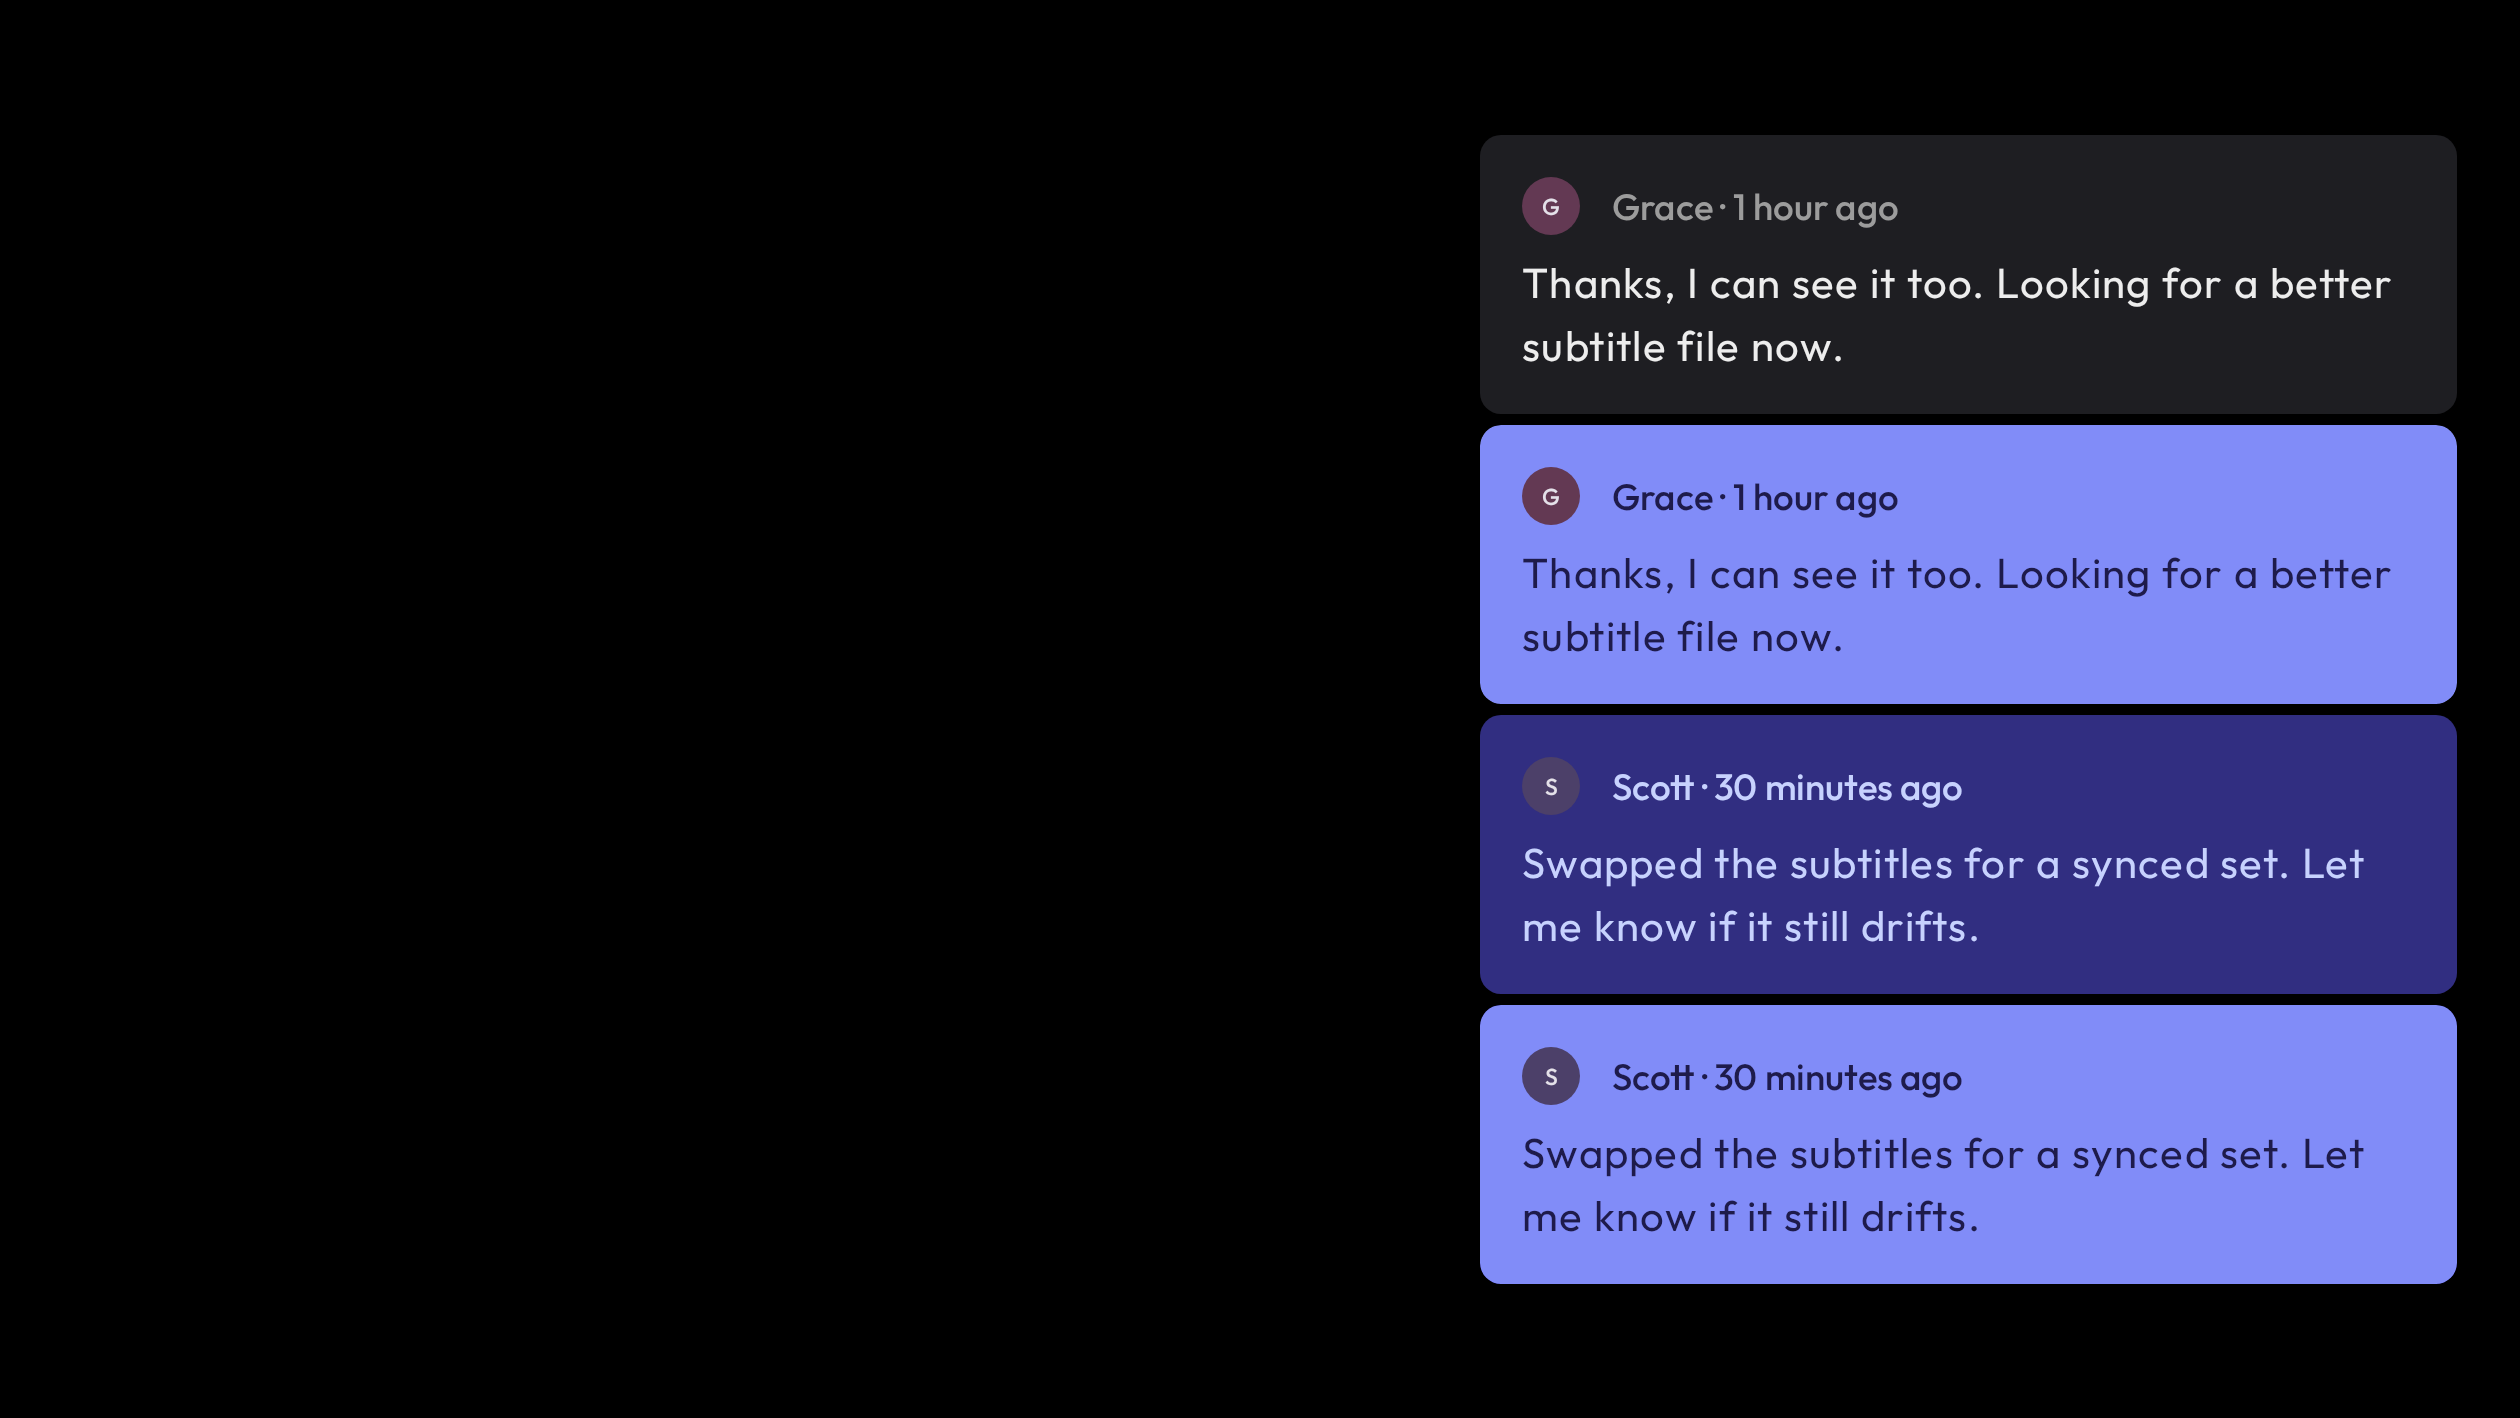 G
Grace · 1 hour ago
Thanks, I can see it too. Looking for a better
subtitle file now.
G
Grace · 1 hour ago
Thanks, I can see it too. Looking for a better
subtitle file now.
S
Scott · 30 minutes ago
Swapped the subtitles for a synced set. Let
me know if it still drifts.
S
Scott · 30 minutes ago
Swapped the subtitles for a synced set. Let
me know if it still drifts.